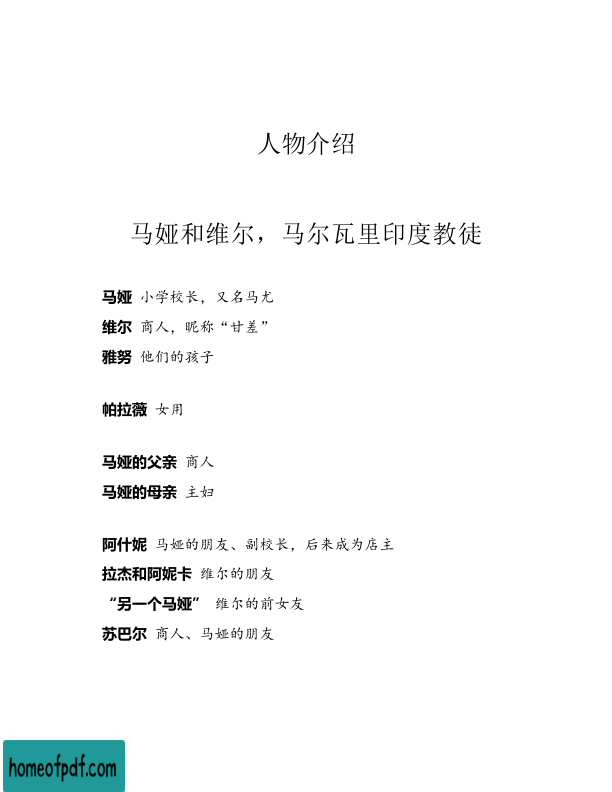 人物介绍
马娅和维尔，马尔瓦里印度教徒
马娅 小学校长，又名马尤
维尔 商人，昵称“甘差”
雅努 他们的孩子
帕拉薇 女用
马娅的父亲 商人
马娅的母亲 主妇
阿什妮 马娅的朋友、副校长，后来成为店主
拉杰和阿妮卡 维尔的朋友
“另一个马娅” 维尔的前女友
苏巴尔 商人、马娅的朋友
homeofpdf.com